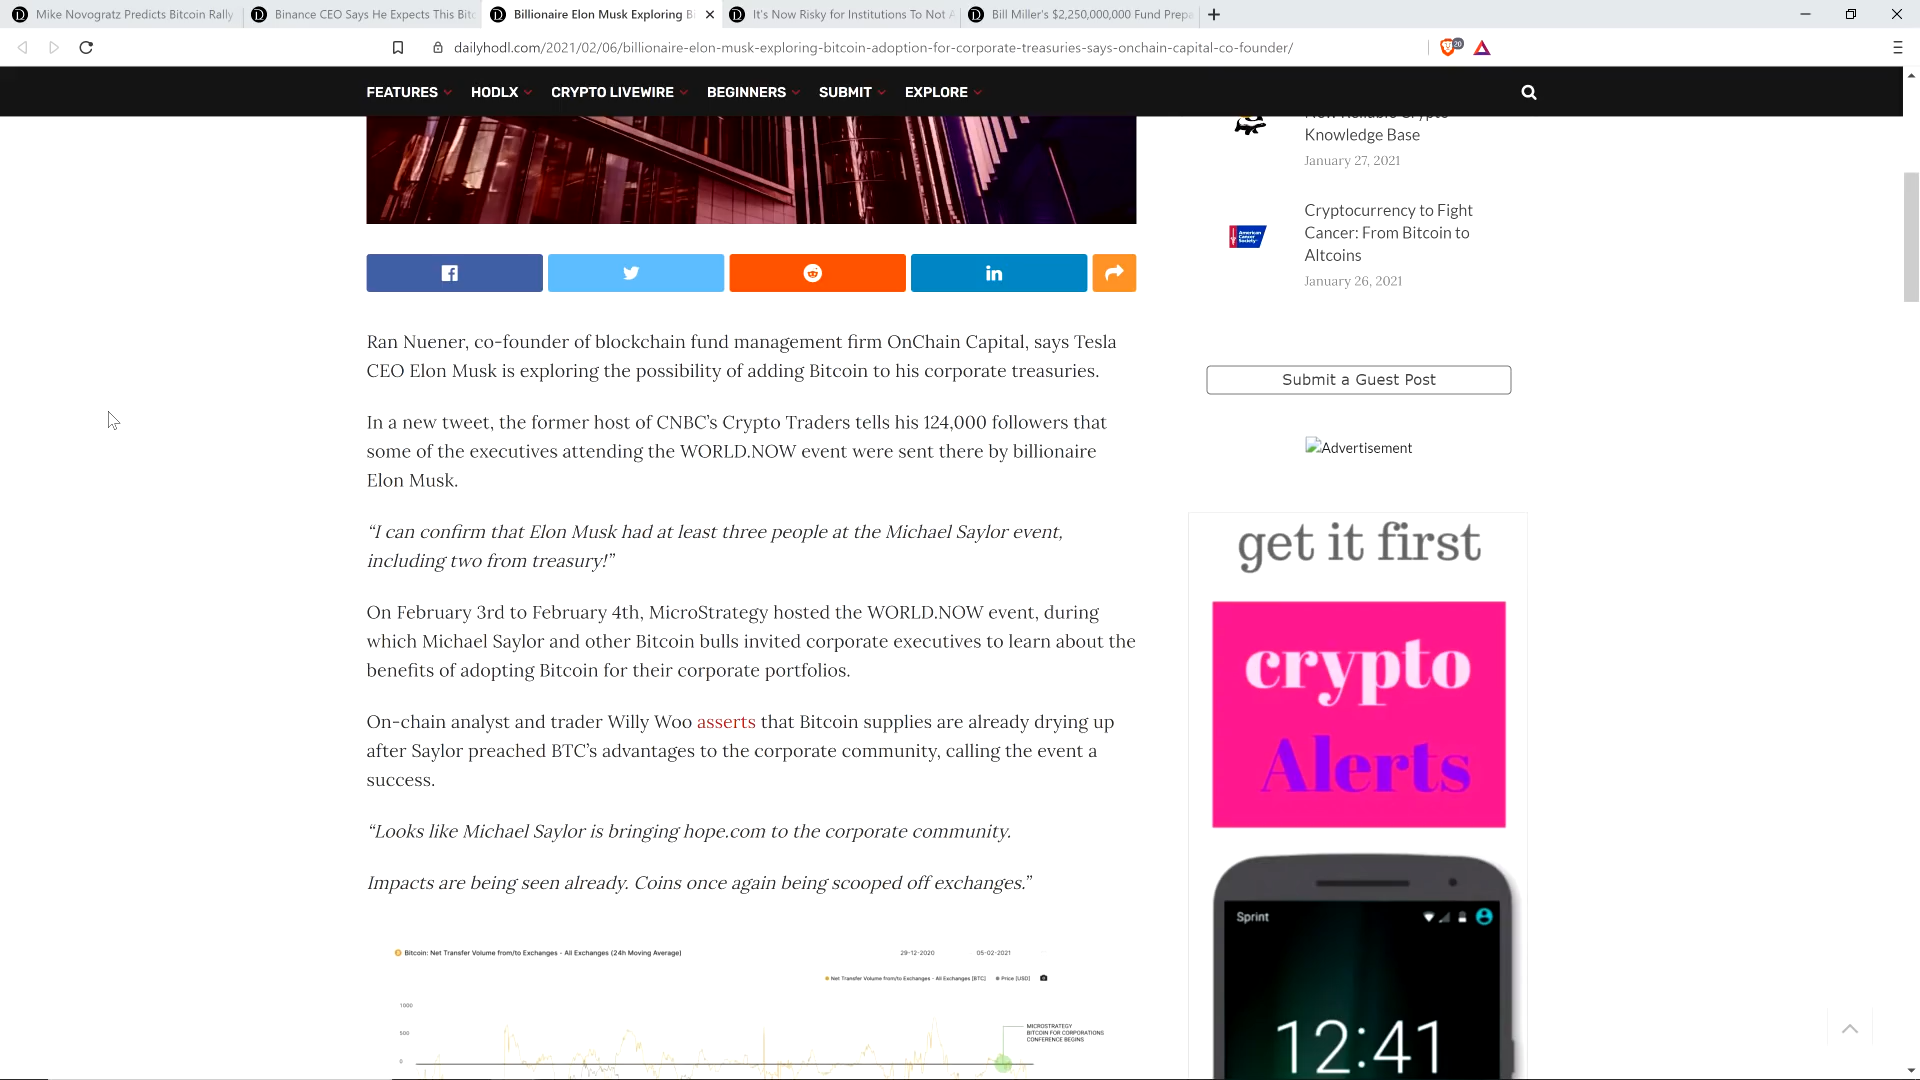 Mike Novogratz Predicts Bitcoin Rally
Binance CEO Says He Expects This Bitc
Billionaire Elon Musk Exploring B
It's Now Risky for Institutions To Not A
Bill Miller's $2,250,000,000 Fund Prepa
dailyhodl.com/2021/02/06/billionaire-elon-musk-exploring-bitcoin-adoption-for-corporate-treasuries-says-onchain-capital-co-founder/
20
FEATURES HODLX CRYPTO LIVEWIRE BEGINNERS SUBMIT EXPLORE
Ran Nuener, co-founder of blockchain fund management firm OnChain Capital, says Tesla
CEO Elon Musk is exploring the possibility of adding Bitcoin to his corporate treasuries.
In a new tweet, the former host of CNBC’s Crypto Traders tells his 124,000 followers that
some of the executives attending the WORLD.NOW event were sent there by billionaire
Elon Musk.
“I can confirm that Elon Musk had at least three people at the Michael Saylor event,
including two from treasury!”
On February 3rd to February 4th, MicroStrategy hosted the WORLD.NOW event, during
which Michael Saylor and other Bitcoin bulls invited corporate executives to learn about the
benefits of adopting Bitcoin for their corporate portfolios.
On-chain analyst and trader Willy Woo asserts that Bitcoin supplies are already drying up
after Saylor preached BTC’s advantages to the corporate community, calling the event a
success.
“Looks like Michael Saylor is bringing hope.com to the corporate community.
Impacts are being seen already. Coins once again being scooped off exchanges.”
Bitcoin: Net Transfer Volume from/to Exchanges - All Exchanges (24h Moving Average)
29-12-2020 05-02-2021
Net Transfer Volume from/to Exchanges - All Exchanges [BTC] Price [USD]
1000
500
0
MICROSTRATEGY
BITCOIN FOR CORPORATIONS
CONFERENCE BEGINS
Knowledge Base
January 27, 2021
American
Cancer
Society
Cryptocurrency to Fight
Cancer: From Bitcoin to
Altcoins
January 26, 2021
Submit a Guest Post
Advertisement
get it first
crypto
Alerts
Sprint
12:41